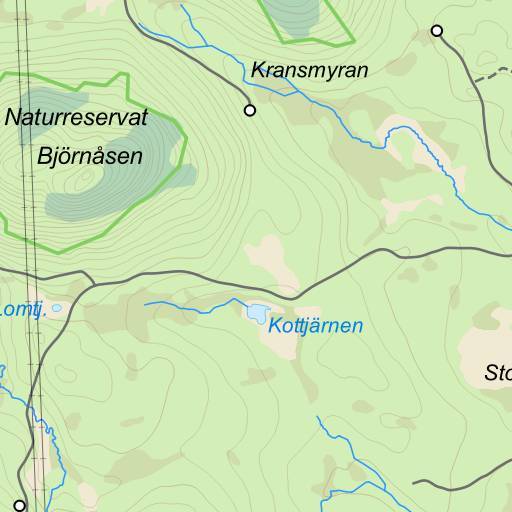 Kransmyran
Naturreservat
Björnåsen
Lomtj.
Kottjärnen
Sto